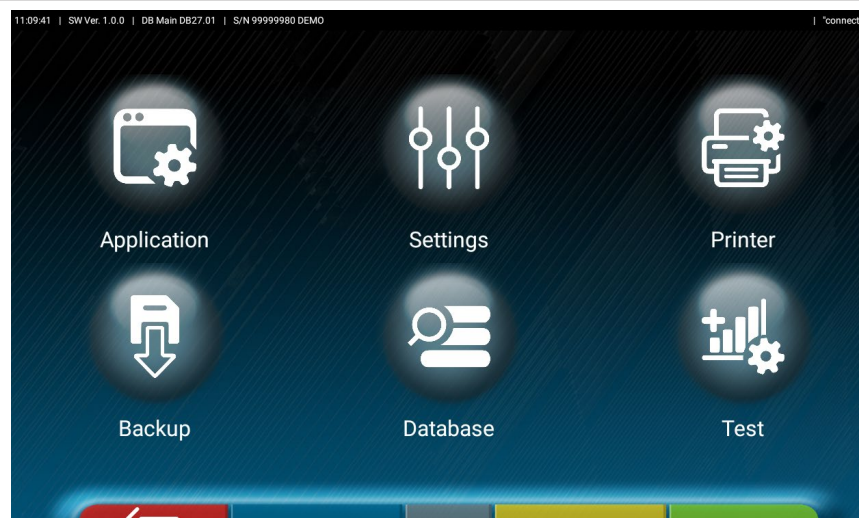 11:09:41 | SW Ver. 1.0.0 | DB Main DB27.01 | S/N 99999980 DEMO | "connect
Application Settings Printer
Backup Database Test